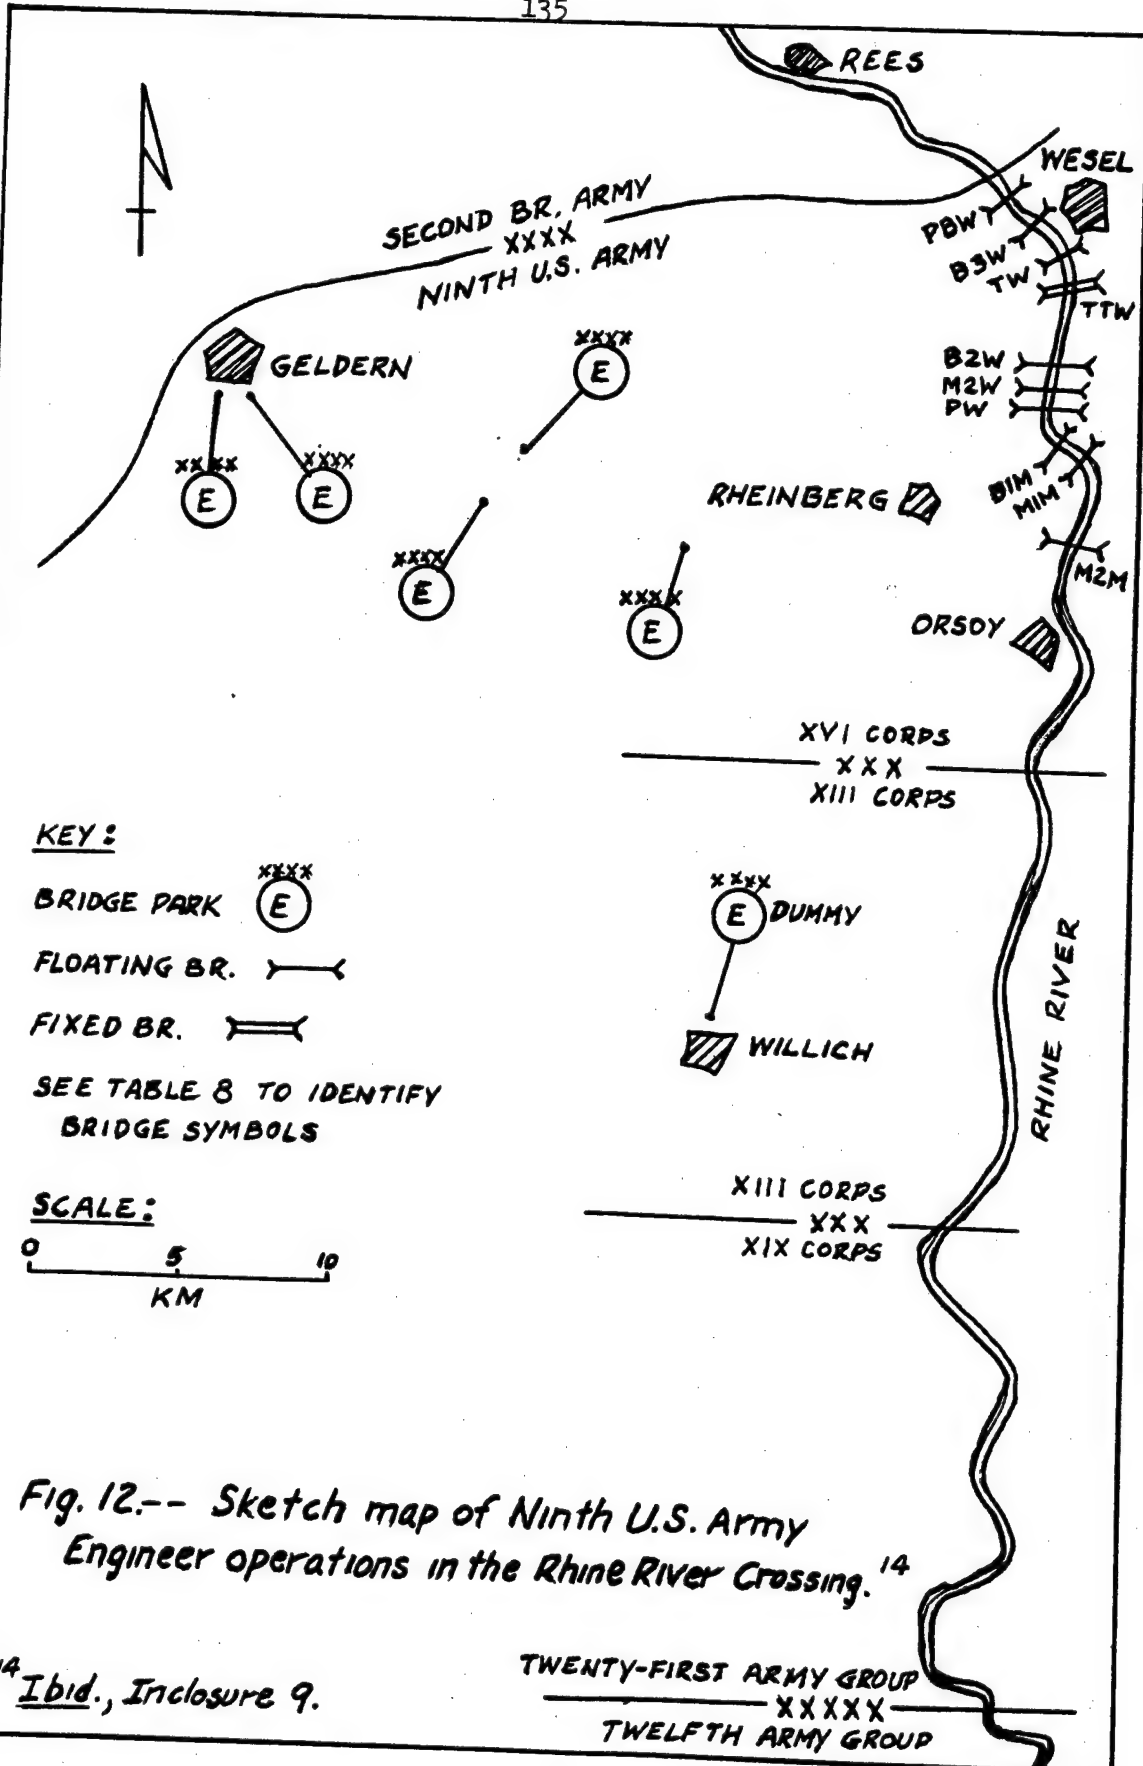 135
REES
WESEL
SECOND BR. ARMY
XXXX
NINTH U.S. ARMY
PBW
B3W
TW
TTW
XXXX
E
GELDERN
B2W
M2W
PW
XXXX
E
XXXX
E
RHEINBERG
B1M
M1M
XXXX
E
M2M
XXXX
E
ORSOY
XVI CORPS
XXX
XIII CORPS
KEY:
BRIDGE PARK
XXXX
E
XXXX
E DUMMY
FLOATING BR.
FIXED BR.
WILLICH
RHINE RIVER
SEE TABLE 8 TO IDENTIFY
BRIDGE SYMBOLS
SCALE:
0 5 10
KM
XIII CORPS
XXX
XIX CORPS
Fig. 12.-- Sketch map of Ninth U.S. Army
Engineer operations in the Rhine River Crossing.14
14 Ibid., Inclosure 9.
TWENTY-FIRST ARMY GROUP
XXXXX
TWELFTH ARMY GROUP